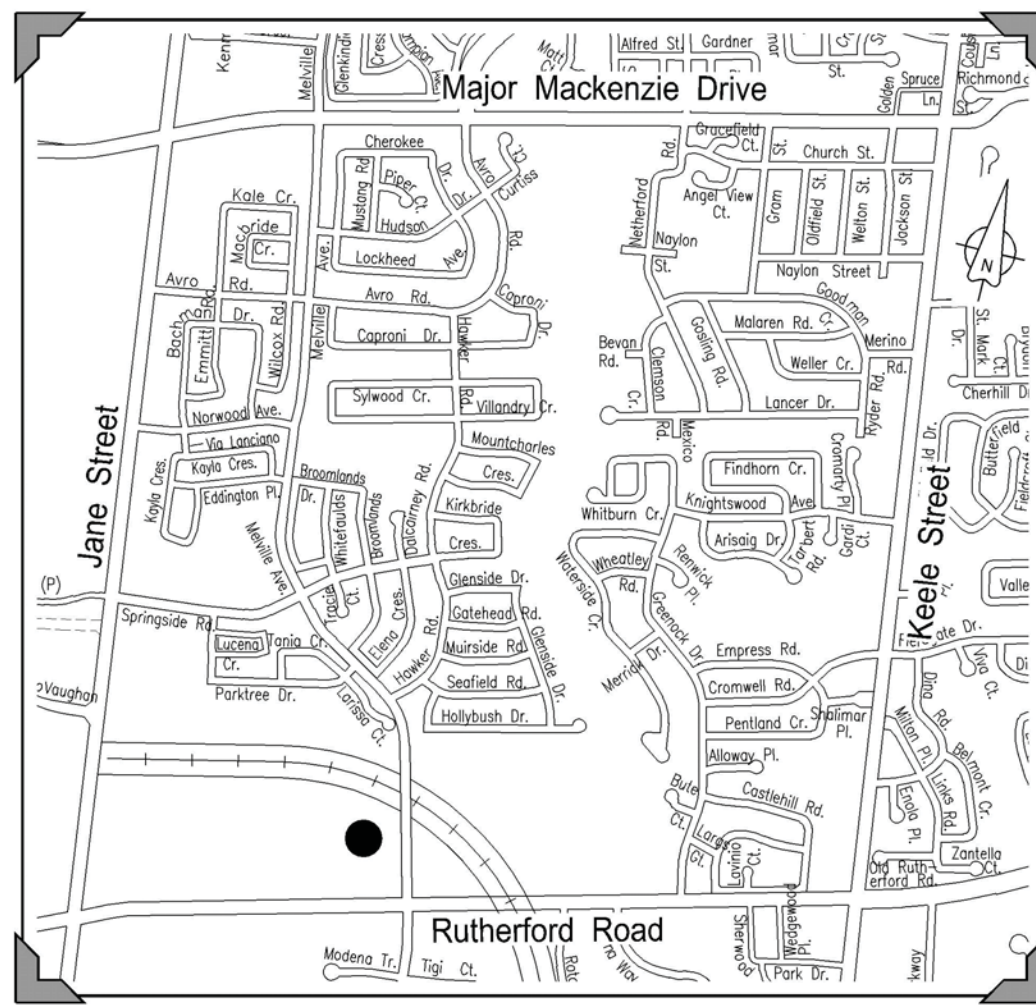 Alfred St.
Gardner
St.
Spruce
Ln.
Golden
Richmond
St.
Matt
Ct.
Melville
Glenkindie
Cres
Major Mackenzie Drive
Cherokee
Dr.
Avro
Rd.
Curtiss
Ct.
Mustang Rd
Piper
Ct.
Hudson
Dr.
Lockheed
Ave.
Kale Cr.
Macbride
Cr.
Ave.
Gracefield
Ct.
Rd.
Netherford
Angel View
Ct.
St.
Gram
Church St.
Oldfield St.
Welton St.
Jackson St.
Naylon
St.
Naylon Street
N
Avro
Rd.
Avro Rd.
Bachman
Rd.
Dr.
Emmitt
Wilcox Rd.
Melville
Caproni Dr.
Caproni
Dr.
Hawker
Rd.
Sylwood Cr.
Villandry Cr.
Goodman
Cr.
Malaren Rd.
Gosling Rd.
Weller Cr.
Merino
Rd.
Bevan
Rd.
Clemson
Cr.
Lancer Dr.
Ryder Rd.
Mexico
Rd.
St. Mark
Dr.
Ct.
Cherhill Dr
Butterfield
Jane Street
Norwood Ave.
Via Lanciano
Kayla Cres.
Kayla Cres.
Eddington Pl.
Broomlands
Dr.
Whitefaulds
Broomlands
Dalcairney Rd.
Mountcharles
Cres.
Kirkbride
Cres.
Melville Ave.
Findhorn Cr.
Cromarty Pl
Knightswood
Ave.
Arisaig Dr.
Tarbert
Rd.
Gardi
Ct.
Whitburn Cr.
Wheatley
Rd.
Renwick
Pl.
Waterside
Cr.
Greenock Dr.
Merrick Dr.
Keele Street
Valle
(P)
Springside Rd.
Tracie
Ct.
Elena Cres.
Hawker
Rd.
Glenside Dr.
Gatehead Rd.
Muirside Rd.
Seafield Rd.
Hollybush Dr.
Glenside Dr.
Lucena
Cr.
Tania Cr.
Parktree Dr.
Larissa Ct.
Vaughan
Empress Rd.
Cromwell Rd.
Pentland Cr.
Shalimar
Pl.
Alloway Pl.
Bute
Ct.
Castlehill Rd.
Largs
Lavinio
Ct.
Dina
Rd.
Viva Ct.
Milton Pl.
Belmont Cr.
Links Rd.
Enola Pl.
Zantella
Ct.
Old Ruth-
erford Rd.
Rutherford Road
Modena Tr.
Tigi Ct.
Sherwood
Wedgewood
Pl.
Park Dr.